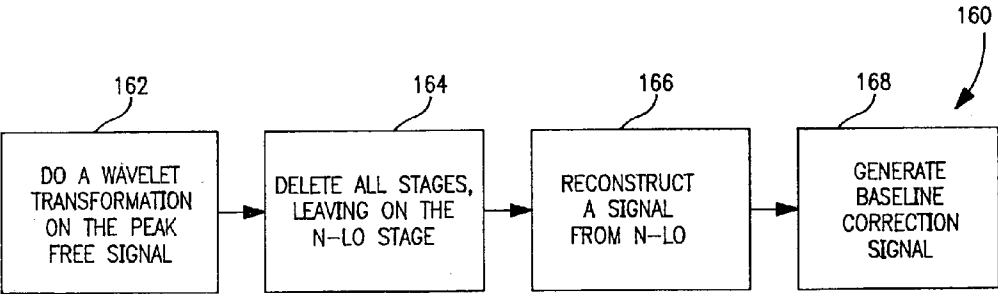 160
162
164
166
168
DO A WAVELET
TRANSFORMATION
ON THE PEAK
FREE SIGNAL
DELETE ALL STAGES,
LEAVING ON THE
N-LO STAGE
RECONSTRUCT
A SIGNAL
FROM N-LO
GENERATE
BASELINE
CORRECTION
SIGNAL